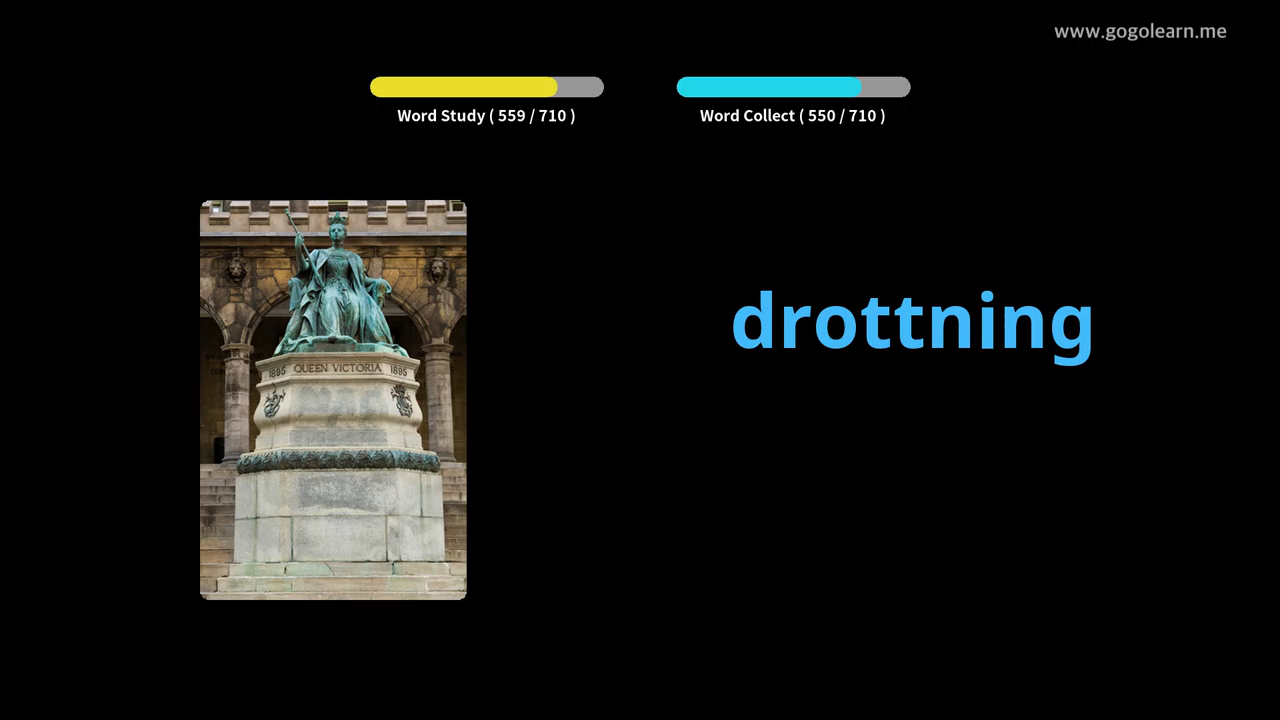 www.gogolearn.me
Word Study ( 559 / 710 )
Word Collect ( 550 / 710 )
drottning
1895 QUEEN VICTORIA 1895